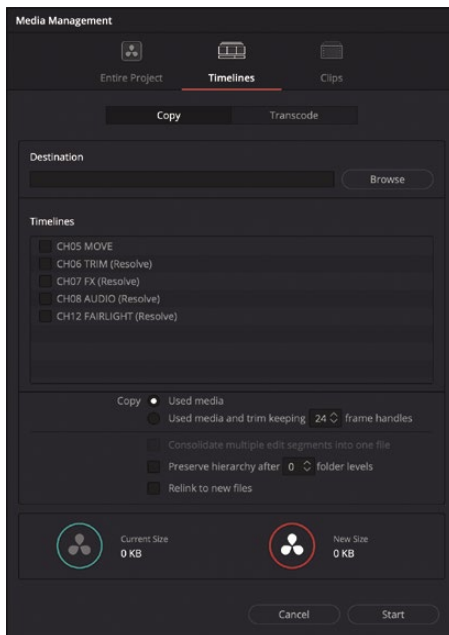 Media Management
Entire Project
Timelines
Clips
Copy
Transcode
Destination
Browse
Timelines
CH05 MOVE
CH06 TRIM (Resolve)
CH07 FX (Resolve)
CH08 AUDIO (Resolve)
CH12 FAIRLIGHT (Resolve)
Copy Used media
Used media and trim keeping 24 frame handles
Consolidate multiple edit segments into one file
Preserve hierarchy after 0 folder levels
Relink to new files
Current Size
0 KB
New Size
0 KB
Cancel
Start